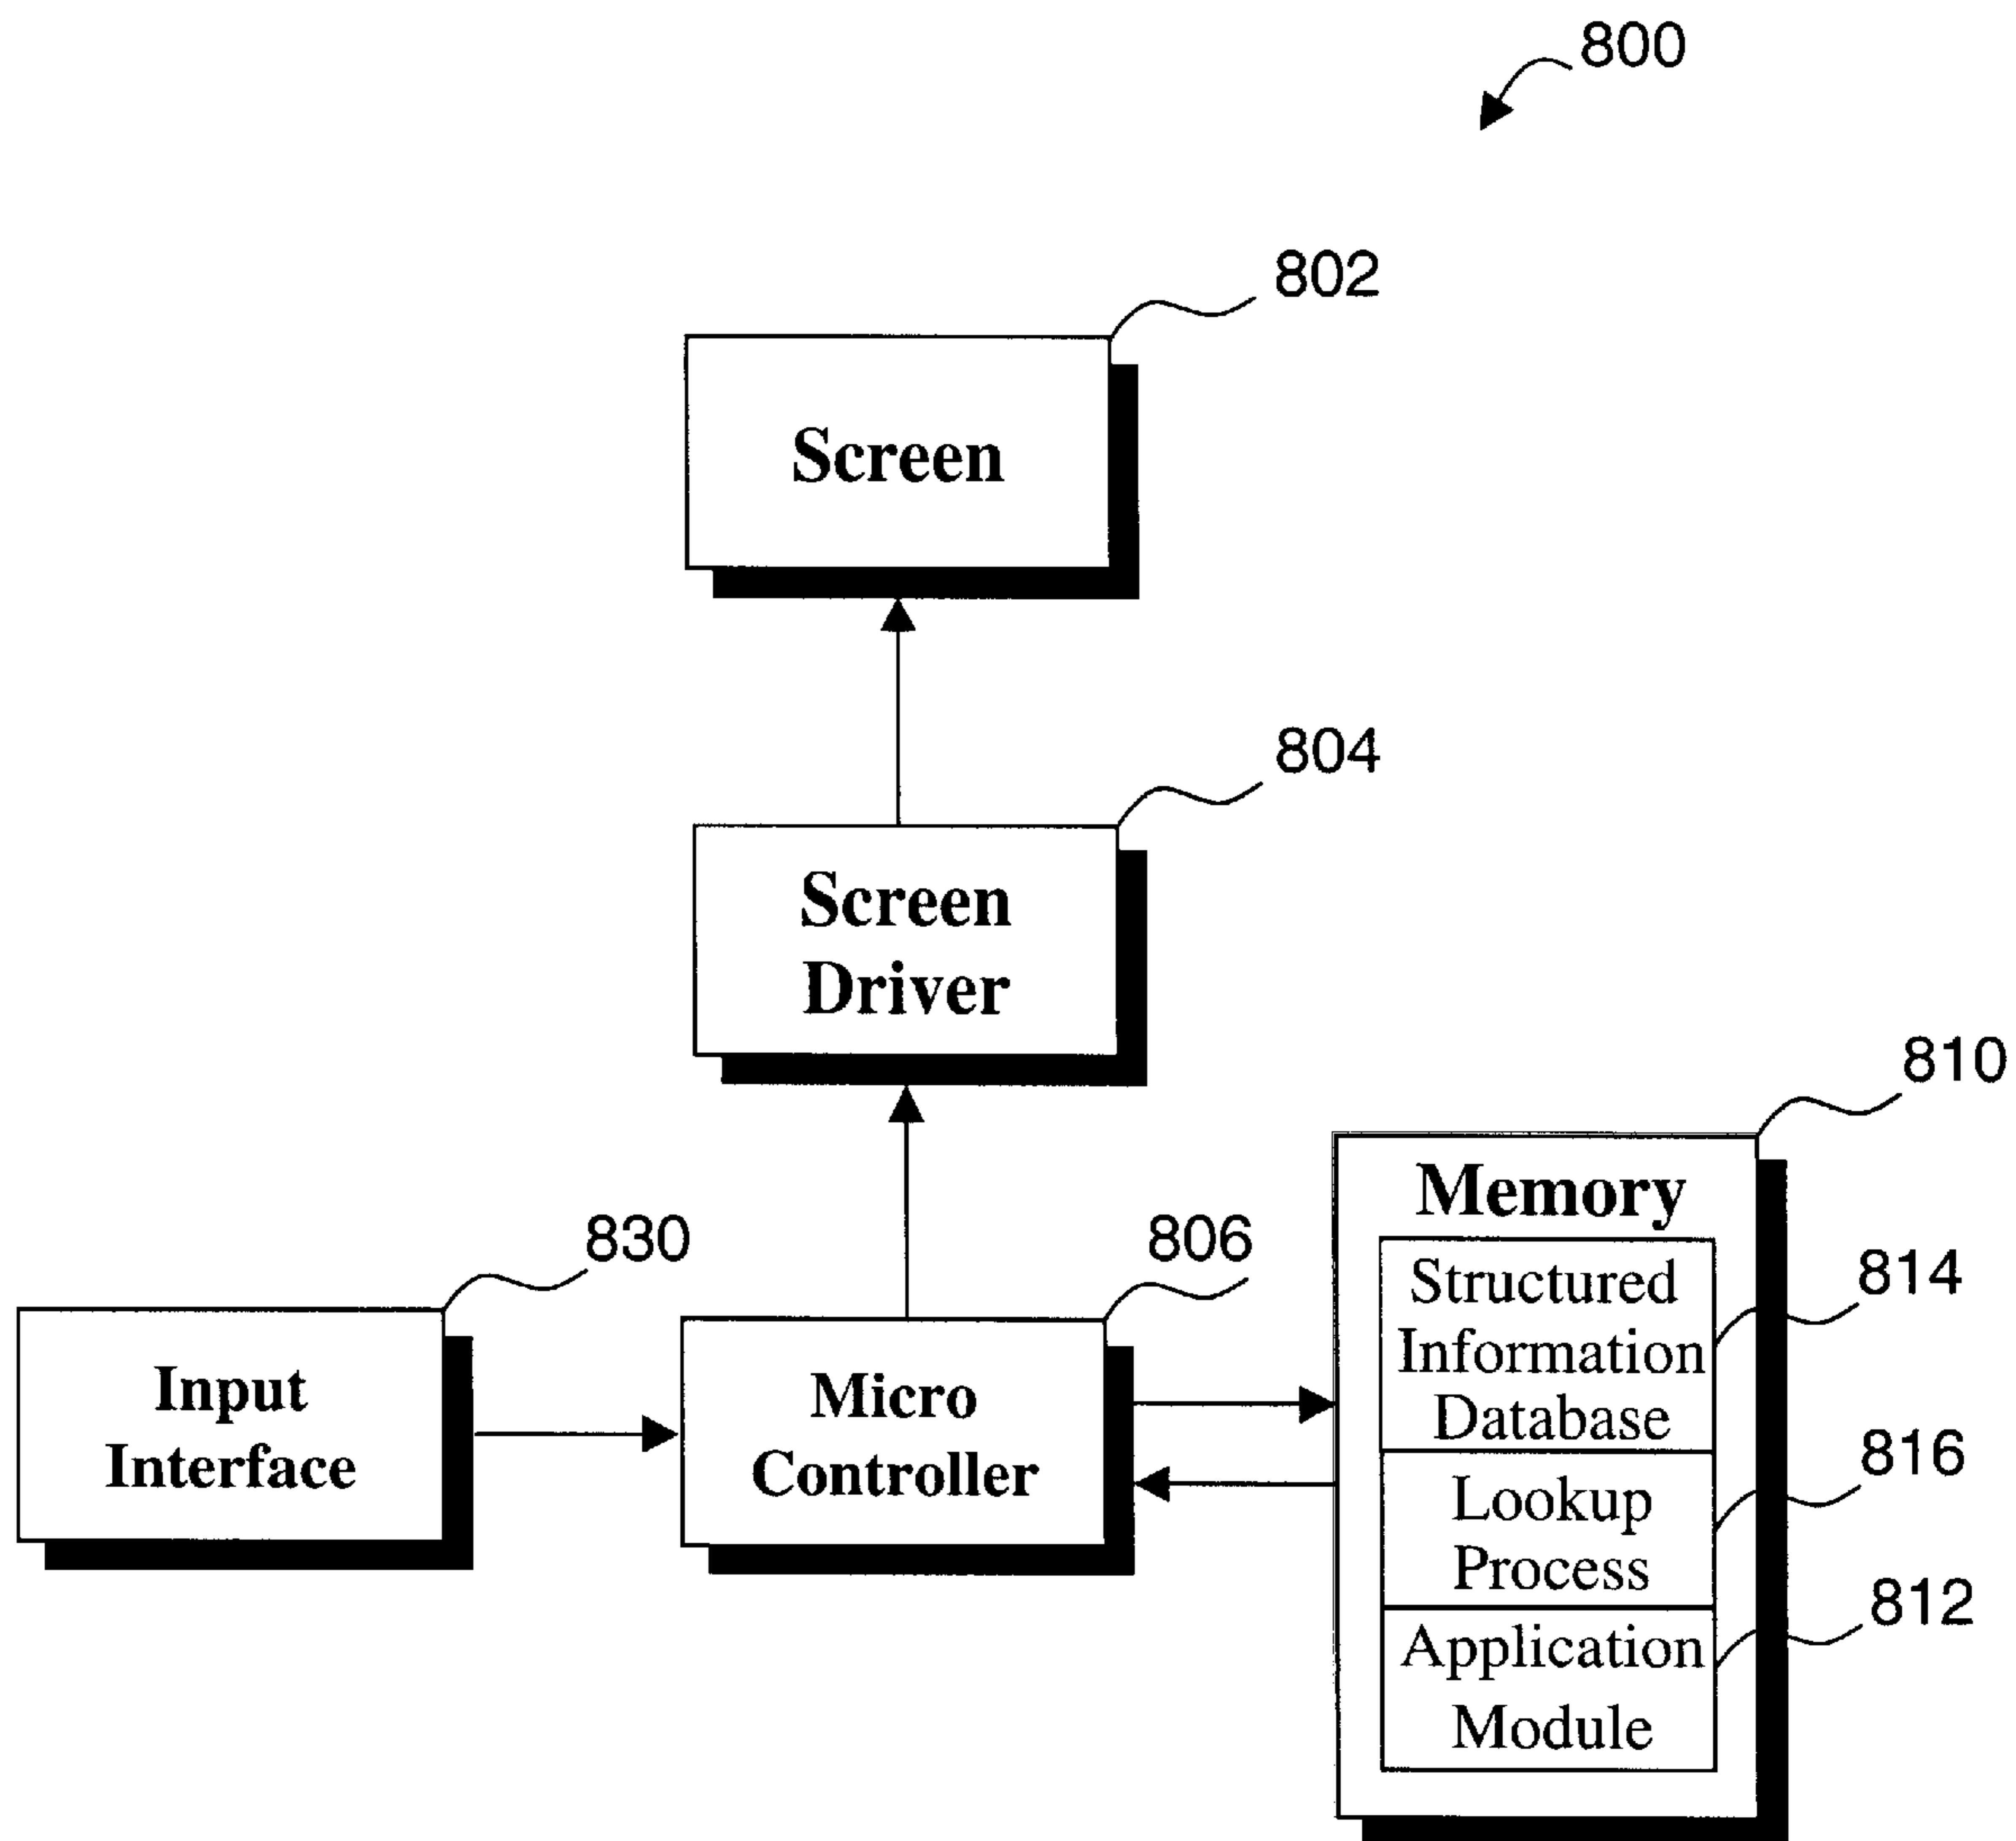 800
802
Screen
804
Screen
Driver
810
Memory
830
806
Structured
Information
Database
814
Input
Interface
Micro
Controller
Lookup
Process
816
Application
Module
812